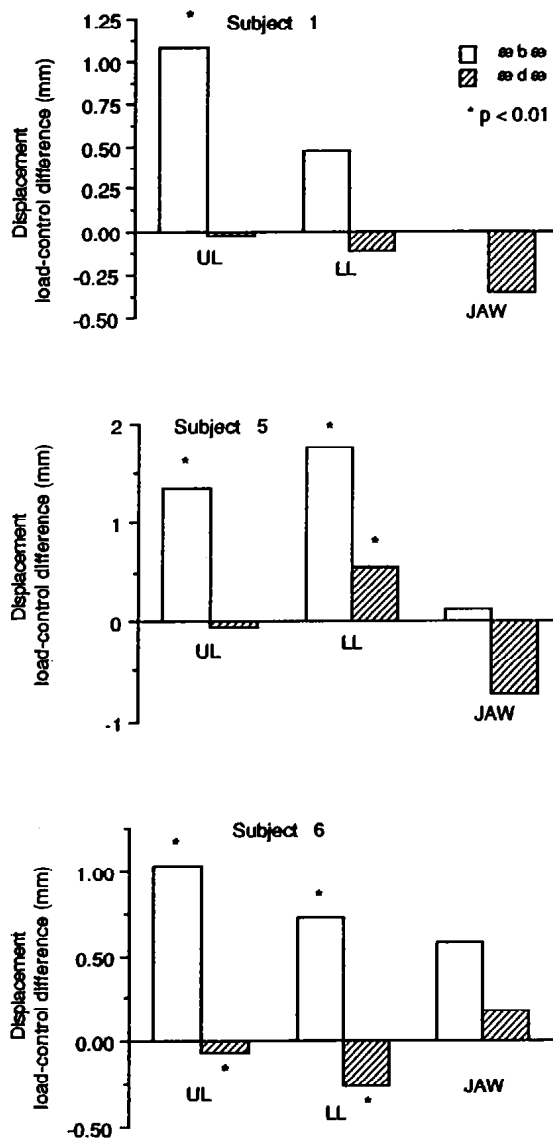 Subject 1
æ b æ
æ d æ
* p < 0.01
Displacement
load-control difference (mm)
1.25
1.00
0.75
0.50
0.25
0.00
-0.25
-0.50
*
UL
LL
JAW
Subject 5
Displacement
load-control difference (mm)
2
1
0
-1
*
*
*
UL
LL
JAW
Subject 6
Displacement
load-control difference (mm)
1.00
0.50
0.00
-0.50
*
*
*
*
UL
LL
JAW